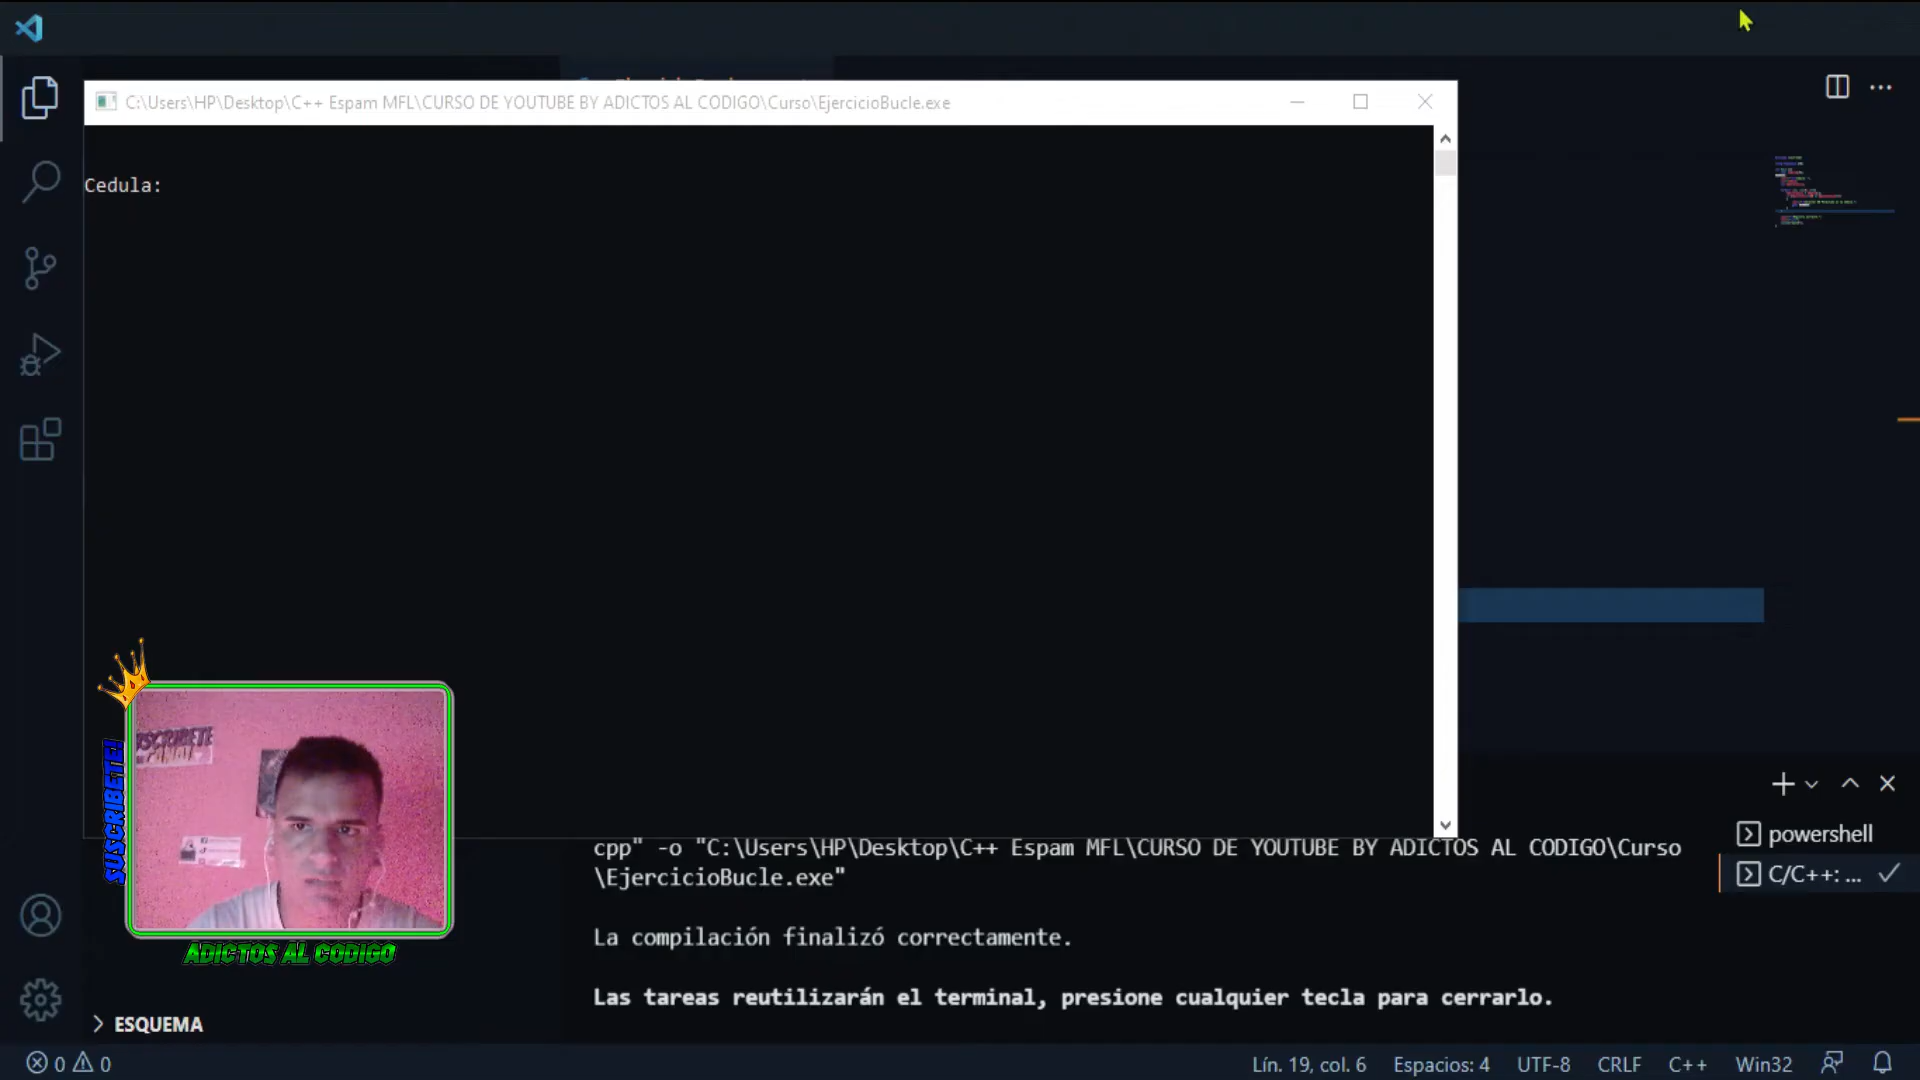 C:\Users\HP\Desktop\C++ Espam MFL\CURSO DE YOUTUBE BY ADICTOS AL CODIGO\Curso\EjercicioBucle.exe
Cedula:
SUSCRIBETE!
ADICTOS AL CODIGO
cpp" -o "C:\Users\HP\Desktop\C++ Espam MFL\CURSO DE YOUTUBE BY ADICTOS AL CODIGO\Curso
\EjercicioBucle.exe"
La compilación finalizó correctamente.
Las tareas reutilizarán el terminal, presione cualquier tecla para cerrarlo.
powershell
C/C++: ...
ESQUEMA
0 0
Lín. 19, col. 6 Espacios: 4 UTF-8 CRLF C++ Win32